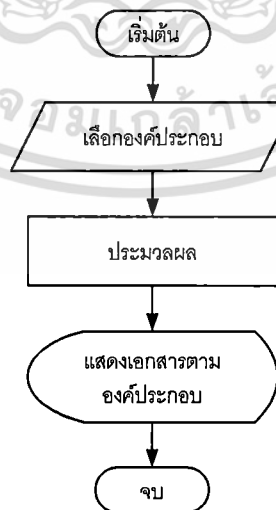 เริ่มต้น
เลือกองค์ประกอบ
ประมวลผล
แสดงเอกสารตาม
องค์ประกอบ
จบ